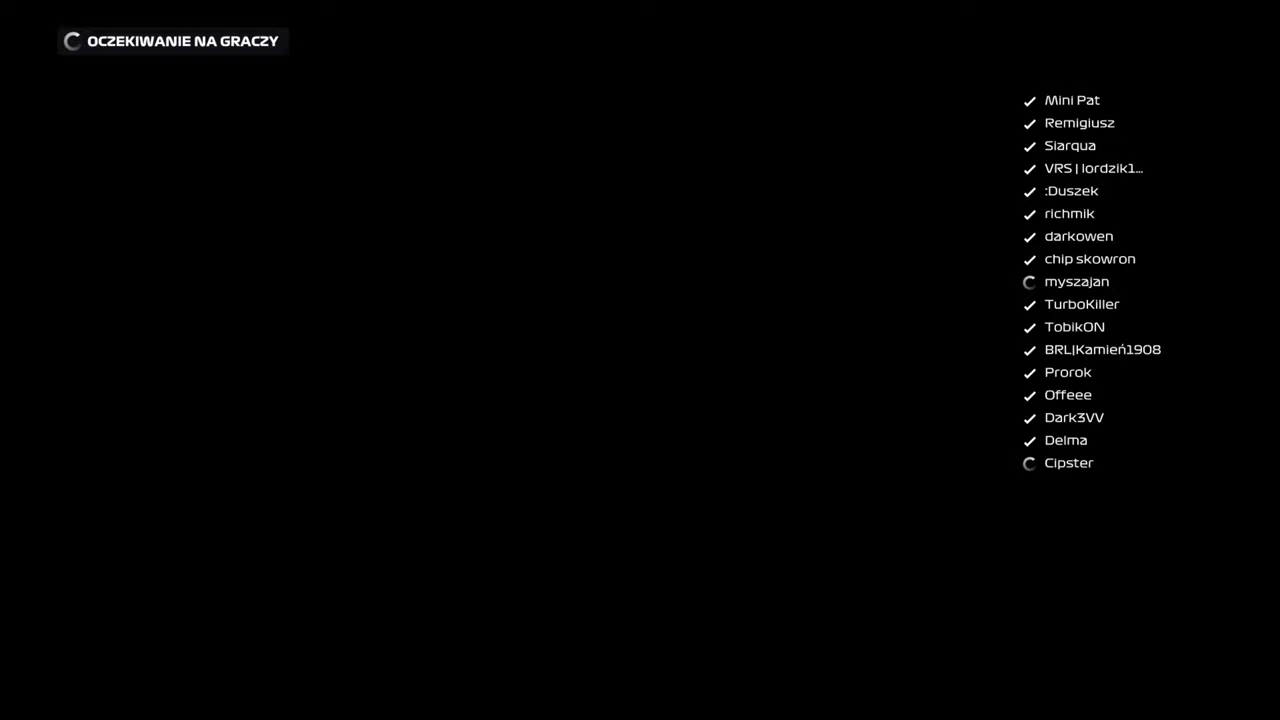 OCZEKIWANIE NA GRACZY
Mini Pat
Remigiusz
Siarqua
VRS | lordzik1...
:Duszek
richmik
darkowen
chip skowron
myszajan
TurboKiller
TobikON
BRL|Kamień1908
Prorok
Offeee
Dark3VV
Delma
Cipster